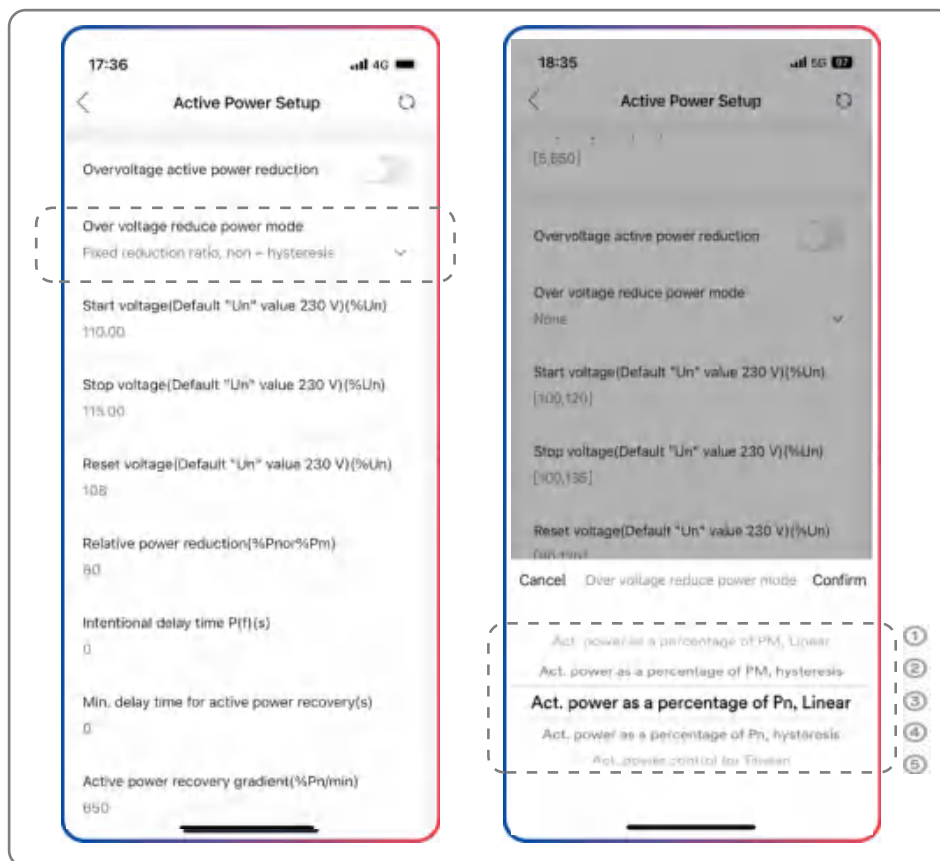 17:36
4G
Active Power Setup
Overvoltage active power reduction
Over voltage reduce power mode
Fixed reduction ratio, non – hysteresis
Start voltage(Default "Un" value 230 V)(%Un)
110.00
Stop voltage(Default "Un" value 230 V)(%Un)
115.00
Reset voltage(Default "Un" value 230 V)(%Un)
108
Relative power reduction(%Pnor%Pm)
60
Intentional delay time P(f)(s)
0
Min. delay time for active power recovery(s)
0
Active power recovery gradient(%Pn/min)
650
18:35
5G 97
Active Power Setup
[5,650]
Overvoltage active power reduction
Over voltage reduce power mode
None
Start voltage(Default "Un" value 230 V)(%Un)
[100,120]
Stop voltage(Default "Un" value 230 V)(%Un)
[100,135]
Reset voltage(Default "Un" value 230 V)(%Un)
Cancel Over voltage reduce power mode Confirm
Act. power as a percentage of PM, Linear ①
Act. power as a percentage of PM, hysteresis ②
Act. power as a percentage of Pn, Linear ③
Act. power as a percentage of Pn, hysteresis ④
Act. power control for Taiwan ⑤